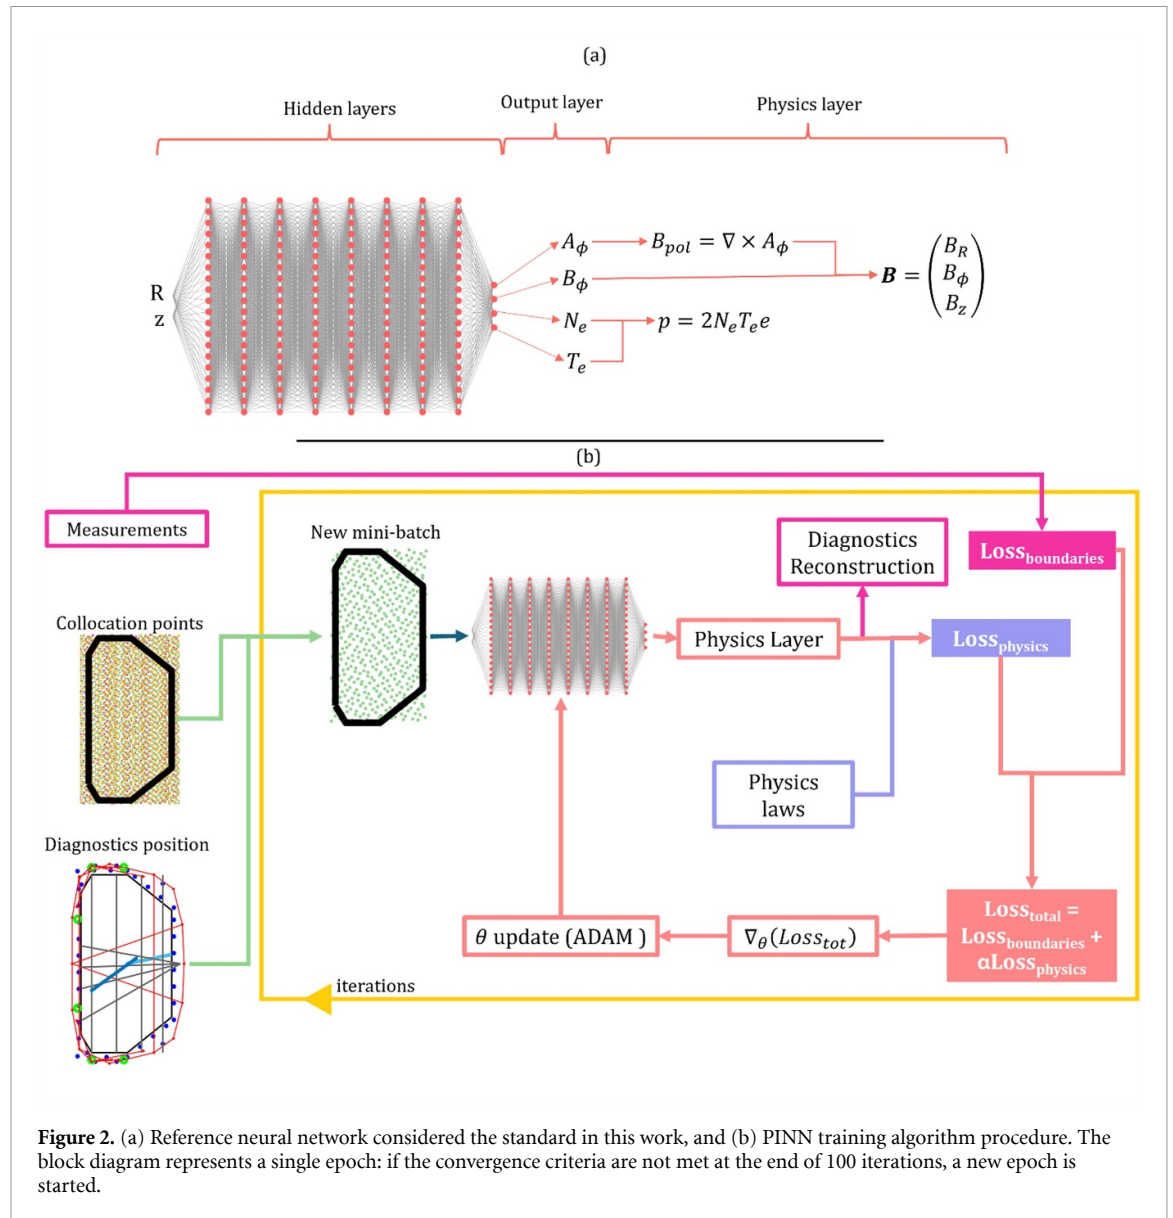 (a)
Hidden layers
Output layer
Physics layer
R
z
A_ϕ
B_pol = ∇ × A_ϕ
B_ϕ
N_e
p = 2N_eT_ee
T_e
B = (B_R B_ϕ B_z)
(b)
Measurements
New mini-batch
Diagnostics
Reconstruction
Loss_boundaries
Collocation points
Physics Layer
Loss_physics
Physics
laws
Diagnostics position
θ update (ADAM )
∇_θ(Loss_tot)
Loss_total =
Loss_boundaries +
αLoss_physics
iterations
Figure 2. (a) Reference neural network considered the standard in this work, and (b) PINN training algorithm procedure. The
block diagram represents a single epoch: if the convergence criteria are not met at the end of 100 iterations, a new epoch is
started.